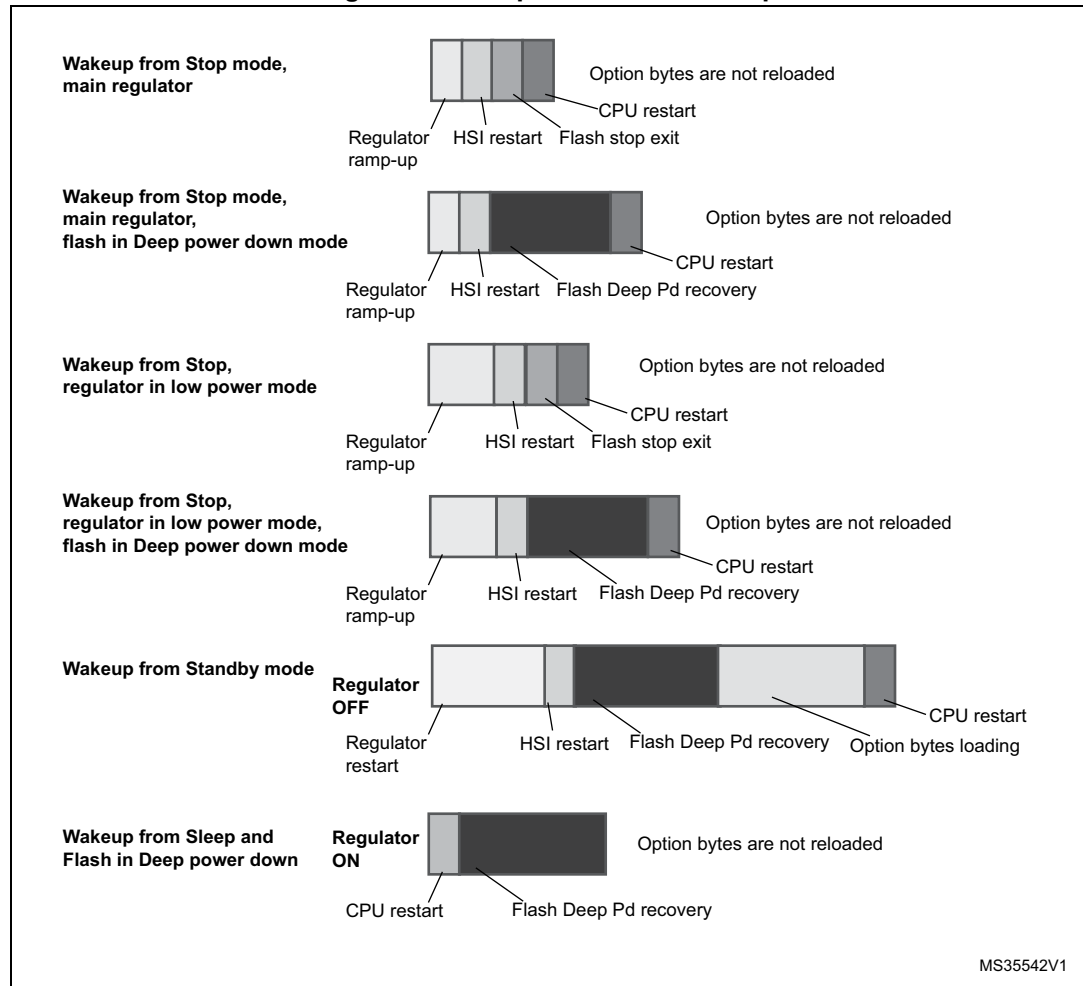 Wakeup from Stop mode,
main regulator
Option bytes are not reloaded
CPU restart
Regulator
ramp-up
HSI restart
Flash stop exit
Wakeup from Stop mode,
main regulator,
flash in Deep power down mode
Option bytes are not reloaded
CPU restart
Regulator
ramp-up
HSI restart
Flash Deep Pd recovery
Wakeup from Stop,
regulator in low power mode
Option bytes are not reloaded
CPU restart
Regulator
ramp-up
HSI restart
Flash stop exit
Wakeup from Stop,
regulator in low power mode,
flash in Deep power down mode
Option bytes are not reloaded
CPU restart
Regulator
ramp-up
HSI restart
Flash Deep Pd recovery
Wakeup from Standby mode
Regulator
OFF
CPU restart
Regulator
restart
HSI restart
Flash Deep Pd recovery
Option bytes loading
Wakeup from Sleep and
Flash in Deep power down
Regulator
ON
Option bytes are not reloaded
CPU restart
Flash Deep Pd recovery
MS35542V1